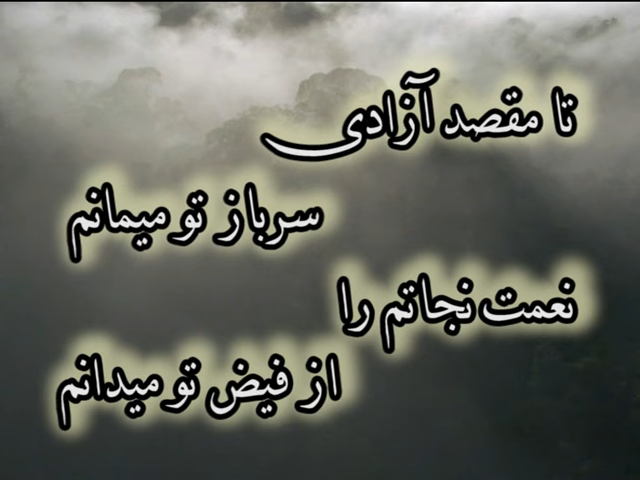 تا مقصد آزادی
سرباز تو میمانم
نعمت نجاتم را
از فیض تو میدانم